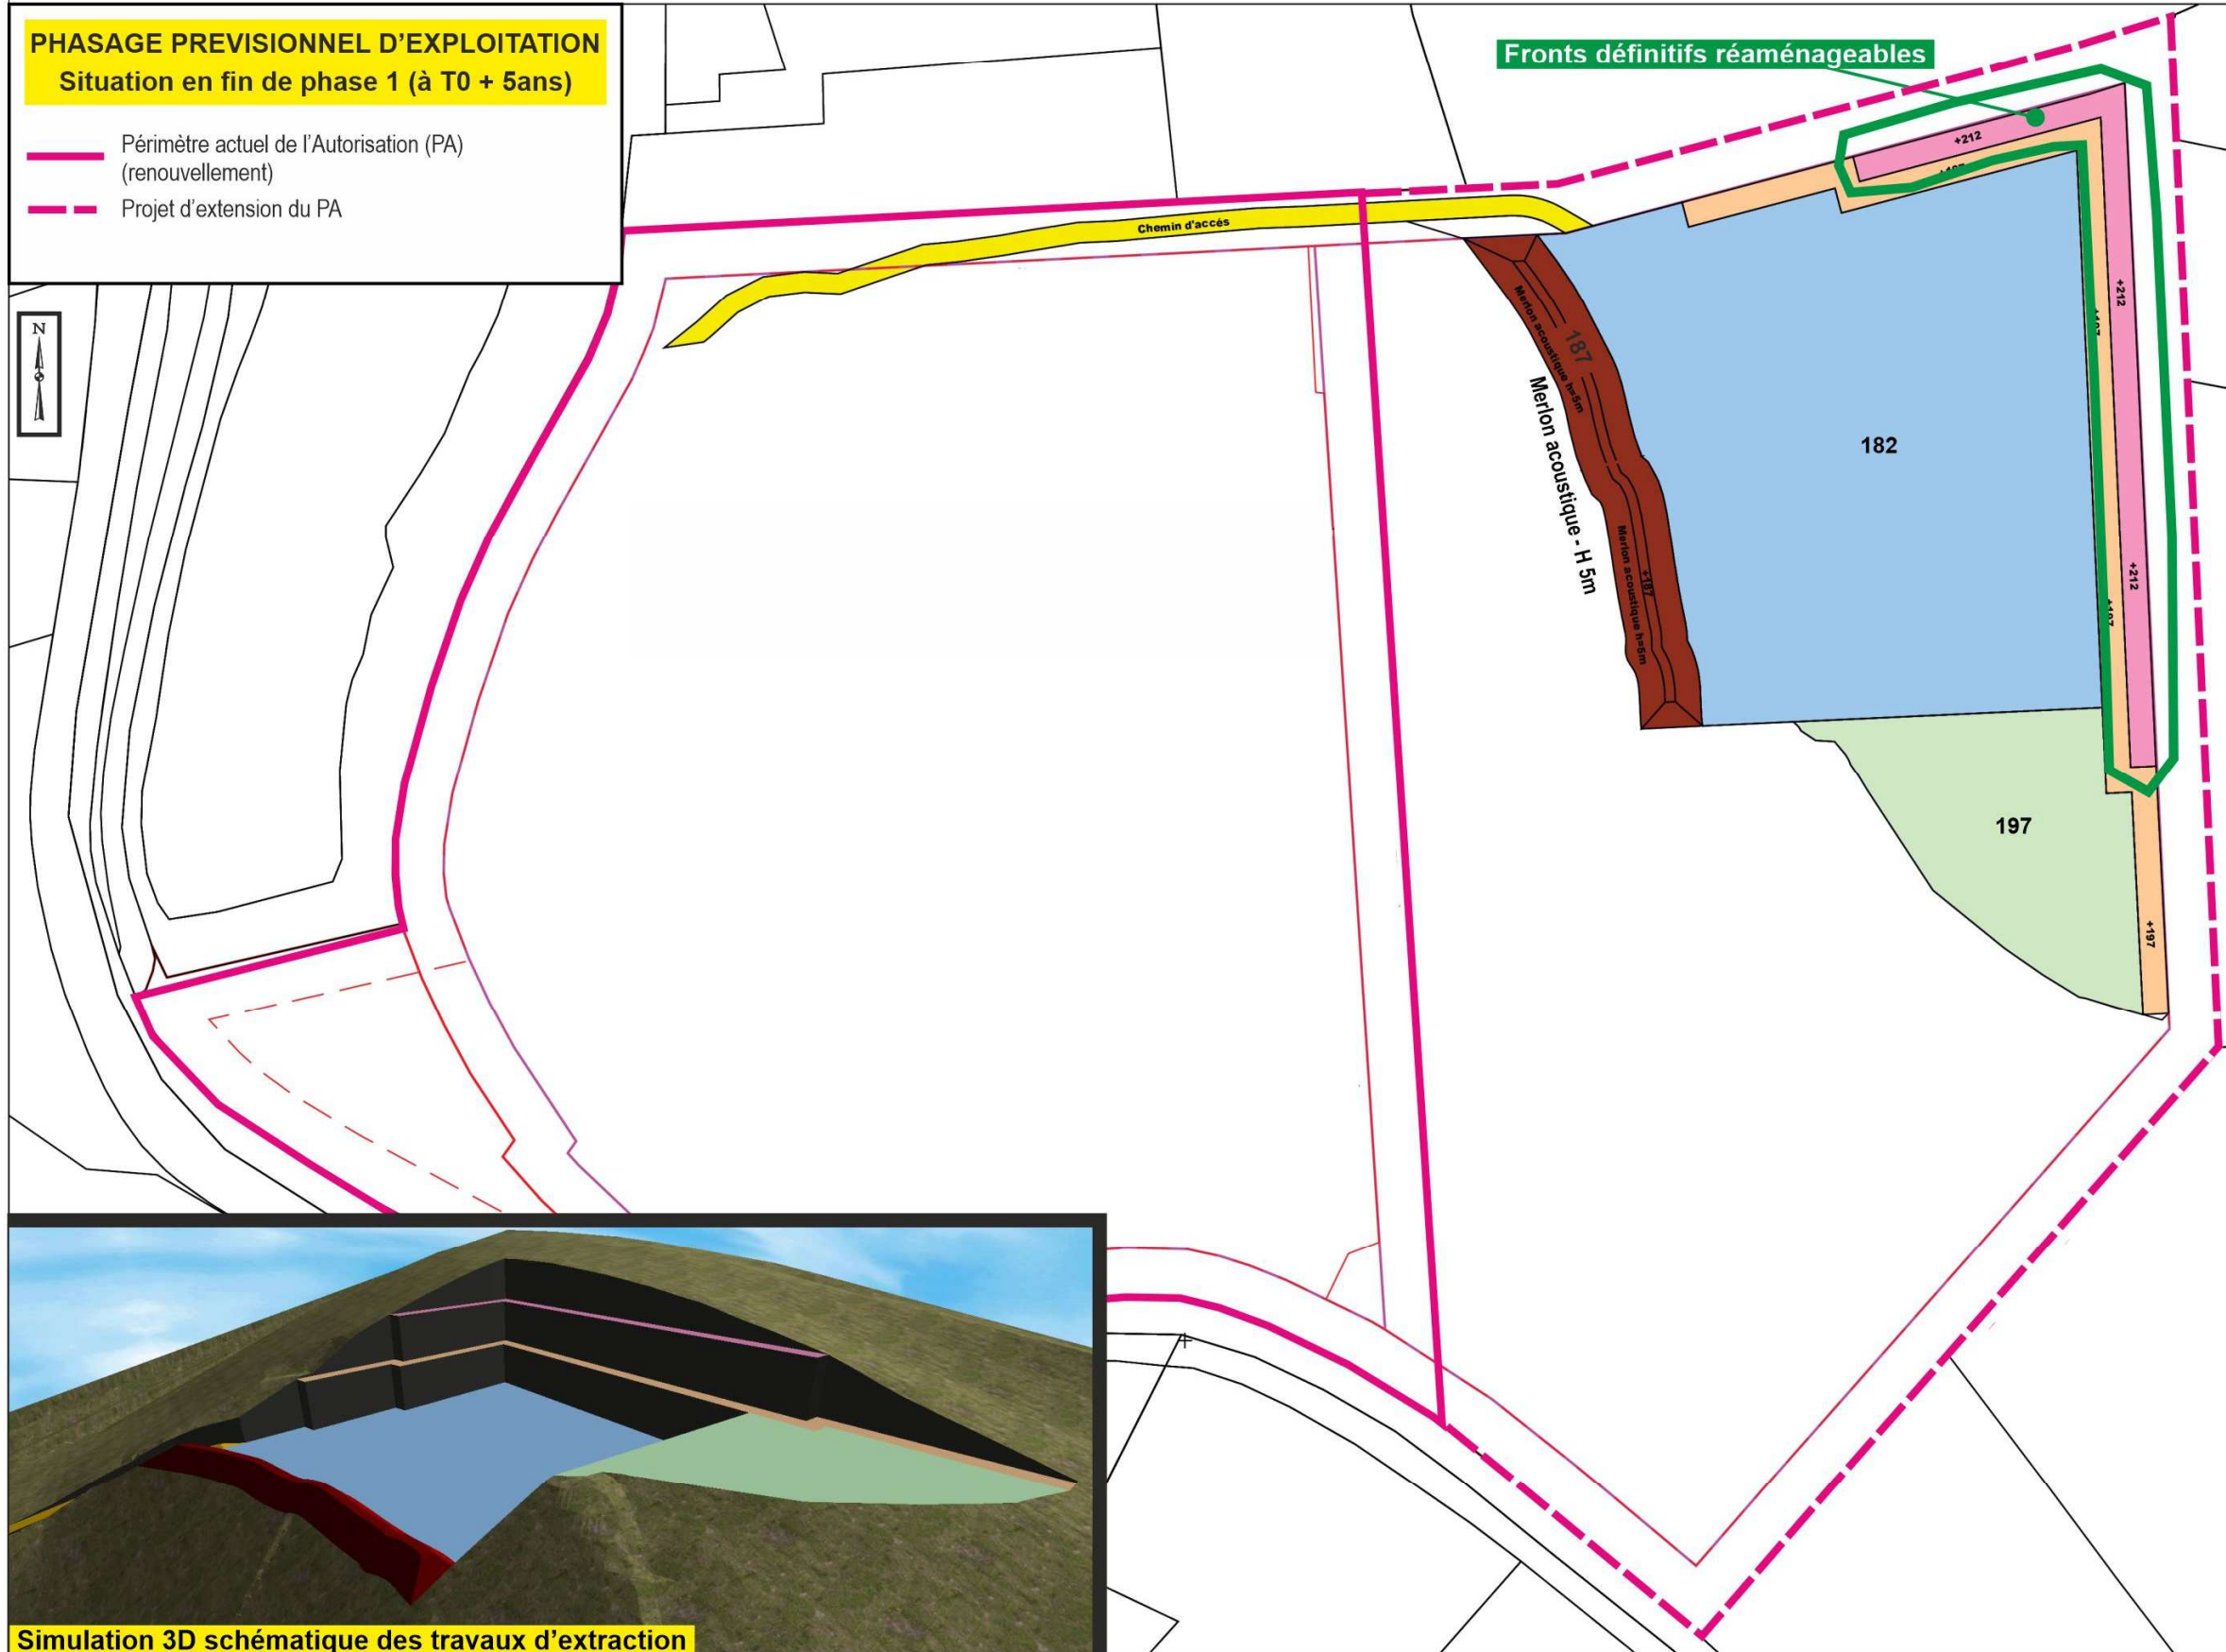 PHASAGE PREVISIONNEL D'EXPLOITATION
Situation en fin de phase 1 (à T0 + 5ans)
Périmètre actuel de l'Autorisation (PA)
(renouvellement)
Projet d'extension du PA
N
Fronts définitifs réaménageables
+212
Chemin d'accés
+212
187
Merlon acoustique h=5m
Merlon acoustique - H 5m
182
+212
+187
Merlon acoustique h=5m
197
+197
Simulation 3D schématique des travaux d'extraction